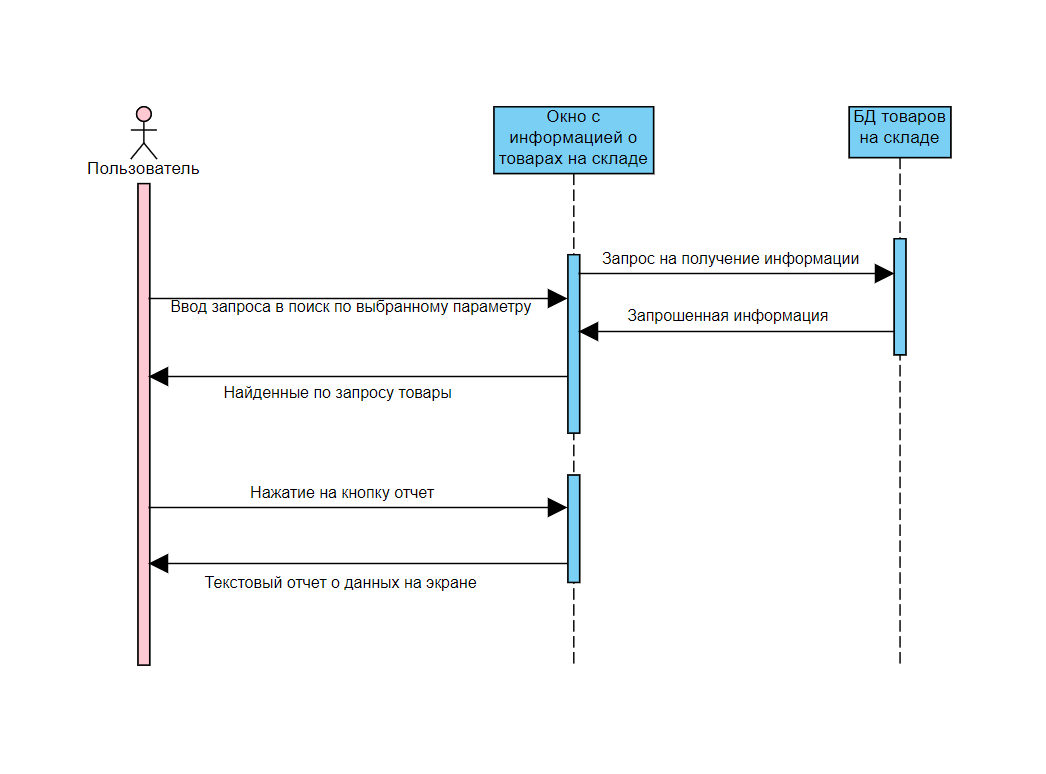 Пользователь
Окно с
информацией о
товарах на складе
БД товаров
на складе
Запрос на получение информации
Ввод запроса в поиск по выбранному параметру
Запрошенная информация
Найденные по запросу товары
Нажатие на кнопку отчет
Текстовый отчет о данных на экране